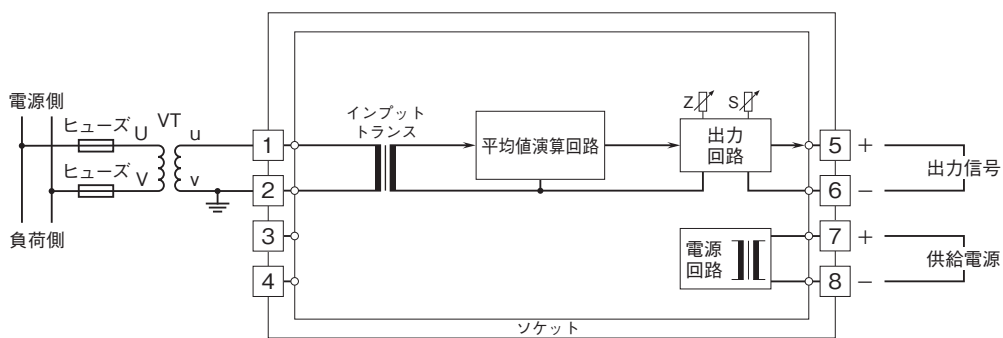 電源側
ヒューズ
U
VT
u
ヒューズ
V
v
負荷側
1
2
3
4
インプット
トランス
平均値演算回路
Z
S
出力
回路
電源
回路
5
+
6
−
7
+
8
−
出力信号
供給電源
ソケット